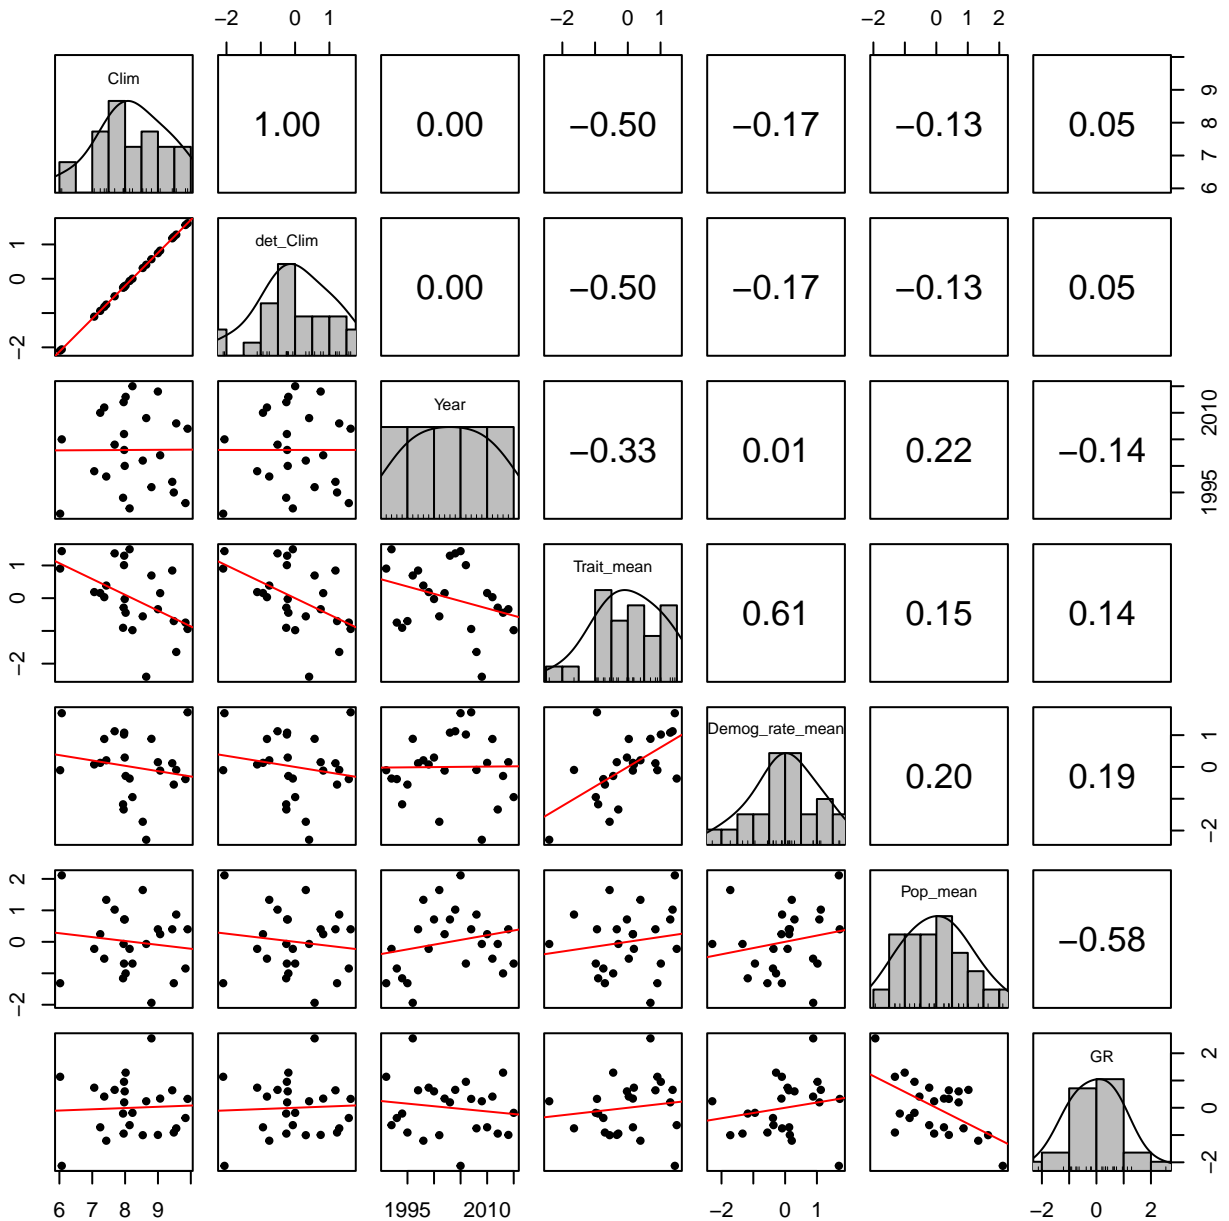 −2 0 1 −2 0 1 −2 0 1 2
Clim
1.00 0.00 −0.50 −0.17 −0.13 0.05
6 7 8 9
det_Clim
0.00 −0.50 −0.17 −0.13 0.05
−2 0 1
Year
−0.33 0.01 0.22 −0.14
1995 2010
Trait_mean
0.61 0.15 0.14
−2 0 1
Demog_rate_mean
0.20 0.19
−2 0 1
Pop_mean
−0.58
−2 0 1 2
GR
−2 0 2
6 7 8 9 1995 2010 −2 0 1 −2 0 2